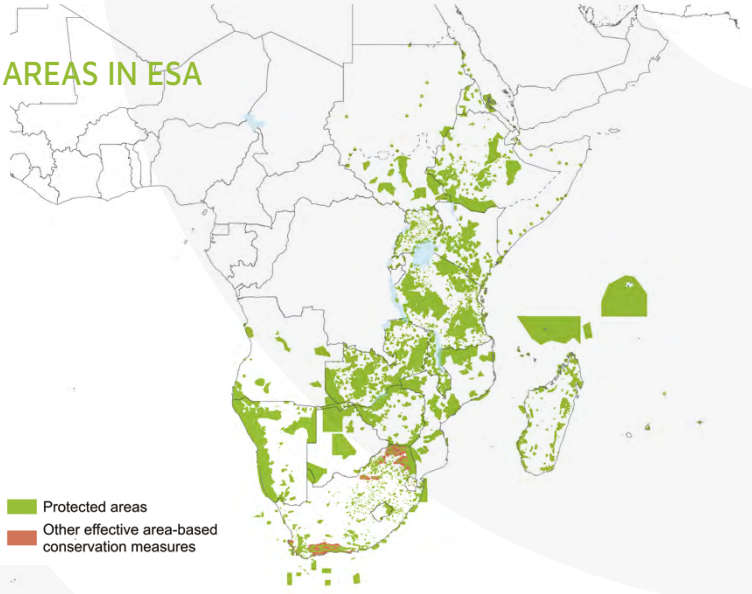 AREAS IN ESA
Protected areas
Other effective area-based
conservation measures